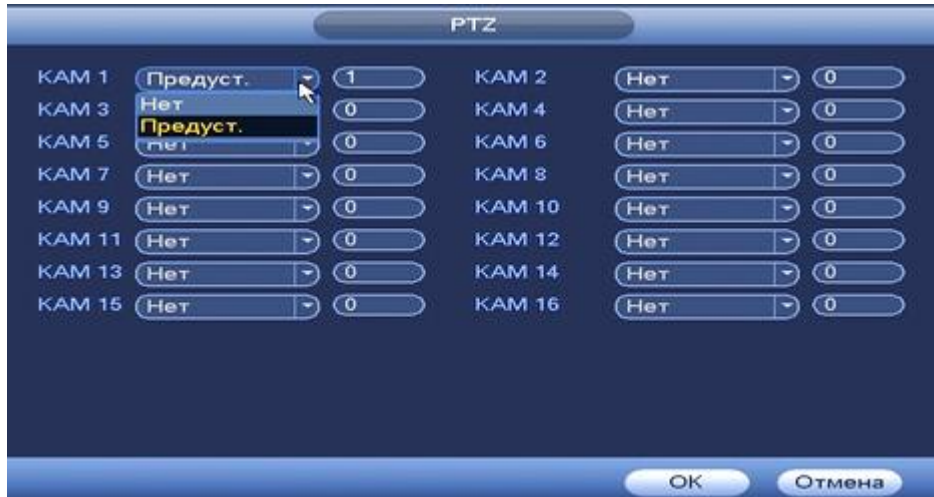 PTZ
КАМ 1 Предуст. 1 КАМ 2 Нет 0
Нет
Предуст.
КАМ 3 0 КАМ 4 Нет 0
КАМ 5 Нет 0 КАМ 6 Нет 0
КАМ 7 Нет 0 КАМ 8 Нет 0
КАМ 9 Нет 0 КАМ 10 Нет 0
КАМ 11 Нет 0 КАМ 12 Нет 0
КАМ 13 Нет 0 КАМ 14 Нет 0
КАМ 15 Нет 0 КАМ 16 Нет 0
OK Отмена